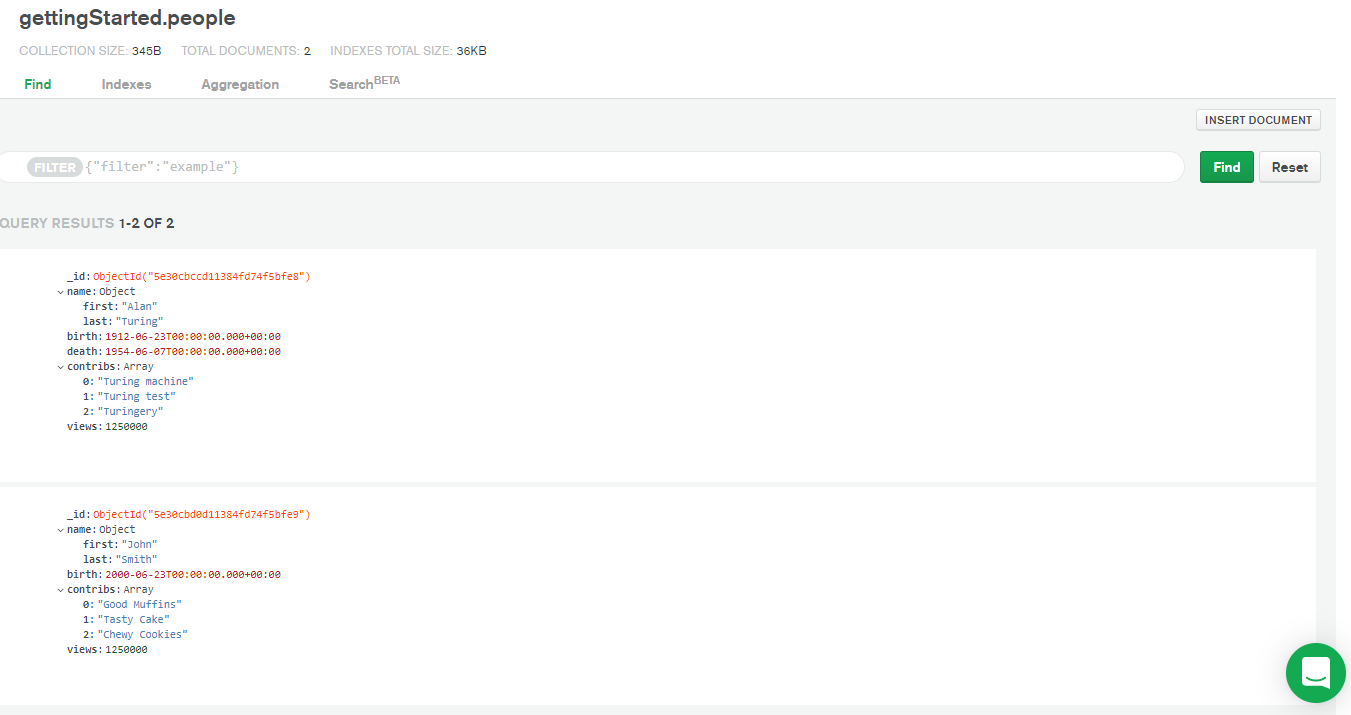 gettingStarted.people
COLLECTION SIZE: 345B TOTAL DOCUMENTS: 2 INDEXES TOTAL SIZE: 36KB
Find Indexes Aggregation Search BETA
INSERT DOCUMENT
FILTER {"filter":"example"} Find Reset
QUERY RESULTS 1-2 OF 2
_id: ObjectId("5e30cbccd11384fd74f5bfe8")
name: Object
first: "Alan"
last: "Turing"
birth: 1912-06-23T00:00:00.000+00:00
death: 1954-06-07T00:00:00.000+00:00
contribs: Array
0: "Turing machine"
1: "Turing test"
2: "Turingery"
views: 1250000
_id: ObjectId("5e30cbd0d11384fd74f5bfe9")
name: Object
first: "John"
last: "Smith"
birth: 2000-06-23T00:00:00.000+00:00
contribs: Array
0: "Good Muffins"
1: "Tasty Cake"
2: "Chewy Cookies"
views: 1250000